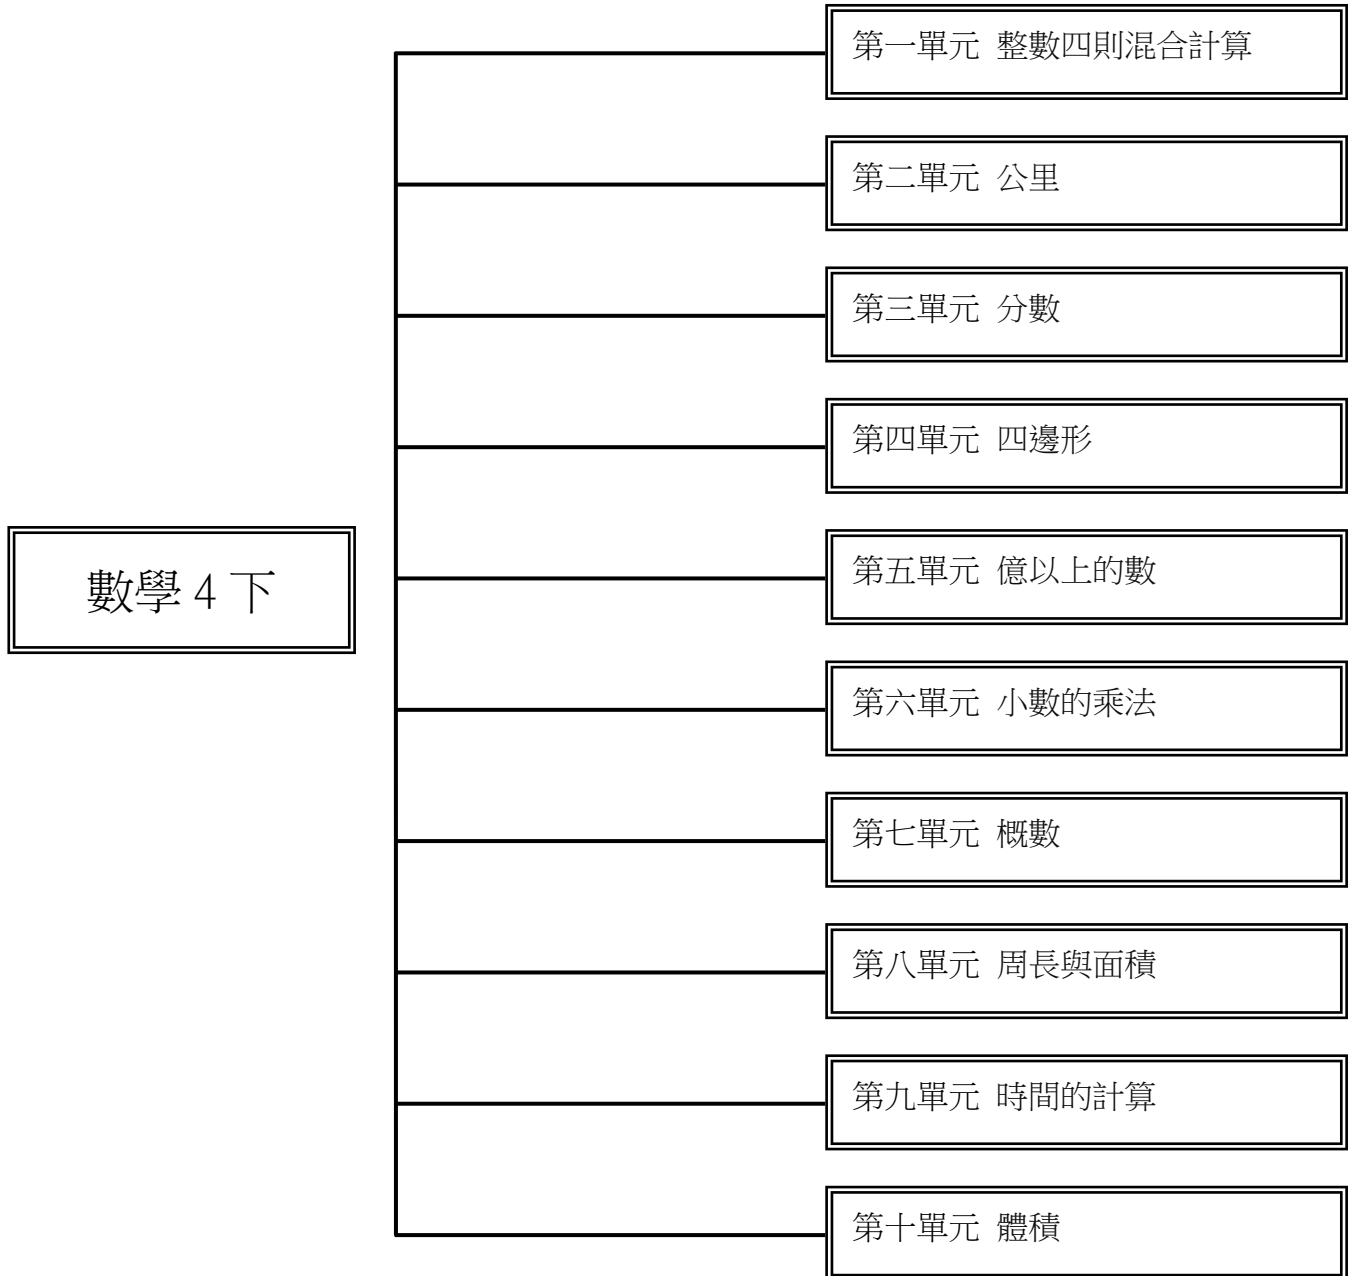 第一單元 整數四則混合計算
第二單元 公里
第三單元 分數
第四單元 四邊形
數學 4 下
第五單元 億以上的數
第六單元 小數的乘法
第七單元 概數
第八單元 周長與面積
第九單元 時間的計算
第十單元 體積